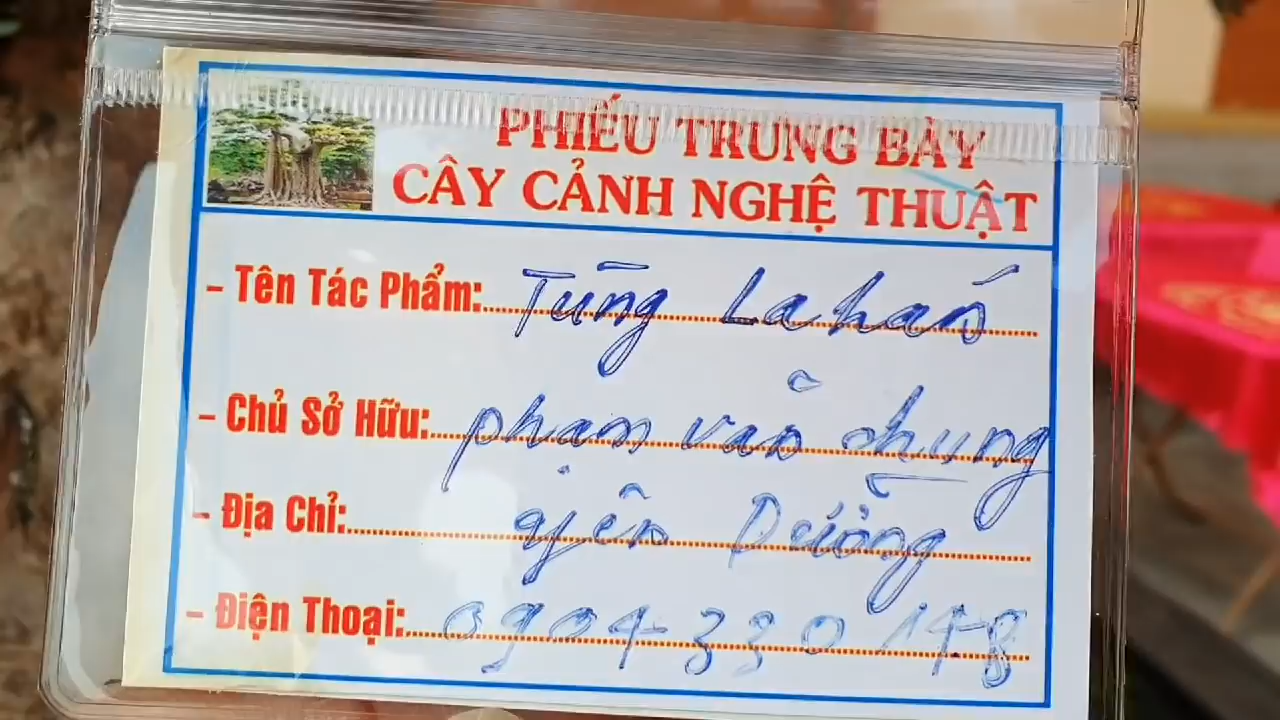 PHIẾU TRƯNG BÀY
CÂY CẢNH NGHỆ THUẬT
– Tên Tác Phẩm: Tùng La hán
– Chủ Sở Hữu: phạm văn chung
– Địa Chỉ: yên Dưỡng
– Điện Thoại: 0904 330 148